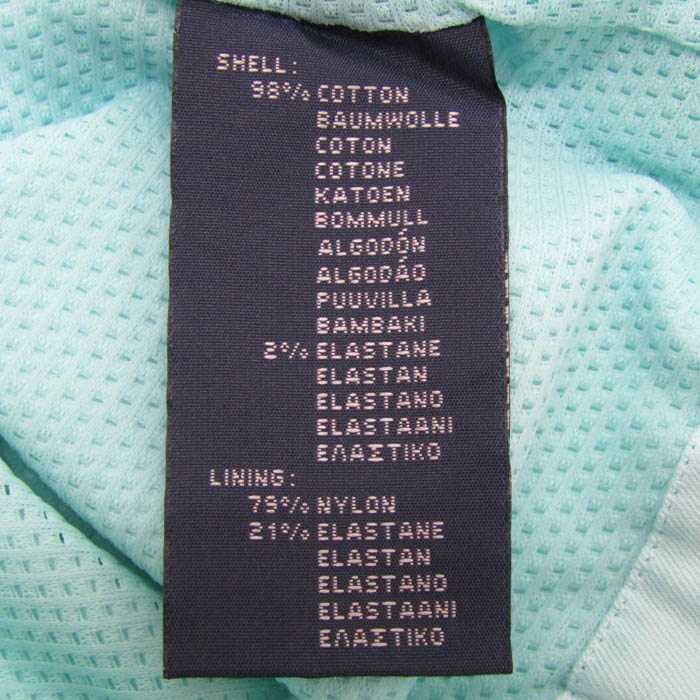 SHELL:
98% COTTON
BAUMWOLLE
COTON
COTONE
KATOEN
BOMMULL
ALGODÓN
ALGODÃO
PUUVILLA
BAMBAKI
2% ELASTANE
ELASTAN
ELASTANO
ELASTAANI
ΕΛΑΣΤΙΚΟ
LINING:
79% NYLON
21% ELASTANE
ELASTAN
ELASTANO
ELASTAANI
ΕΛΑΣΤΙΚΟ